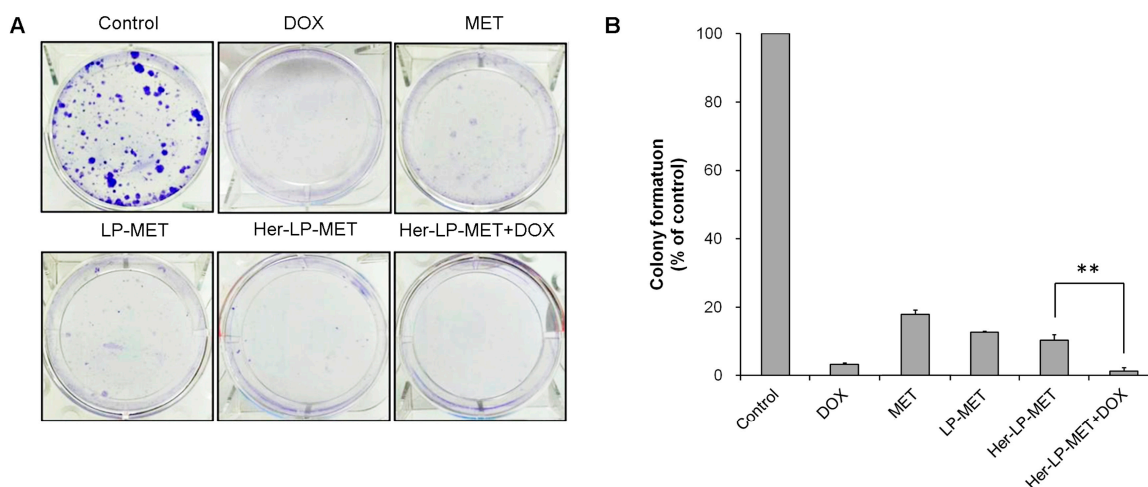 A
Control DOX MET
LP-MET Her-LP-MET Her-LP-MET+DOX
B
Colony formatuon
(% of control)
100
80
60
40
20
0
**
Control
DOX
MET
LP-MET
Her-LP-MET
Her-LP-MET+DOX